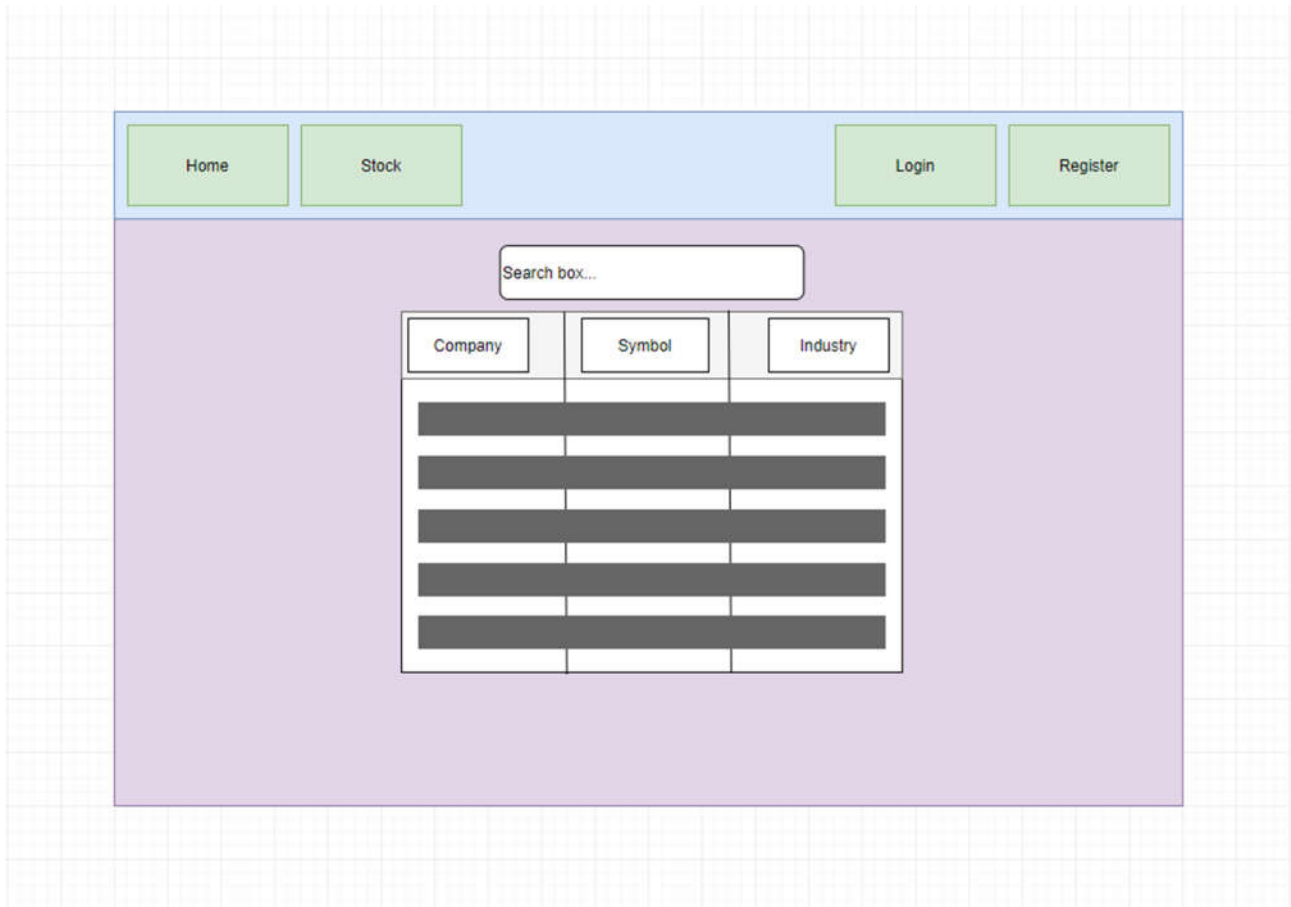 Home
Stock
Login
Register
Search box...
Company
Symbol
Industry